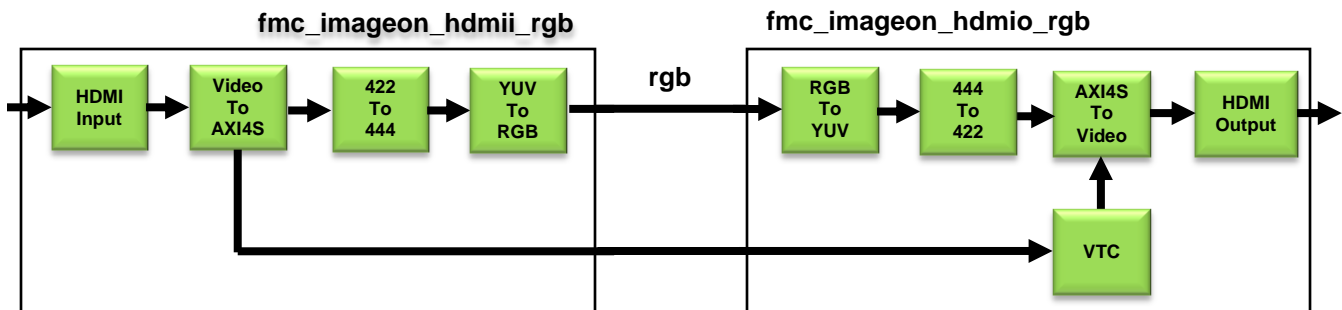 fmc_imageon_hdmii_rgb
fmc_imageon_hdmio_rgb
HDMI
Input
Video
To
AXI4S
422
To
444
YUV
To
RGB
rgb
RGB
To
YUV
444
To
422
AXI4S
To
Video
HDMI
Output
VTC